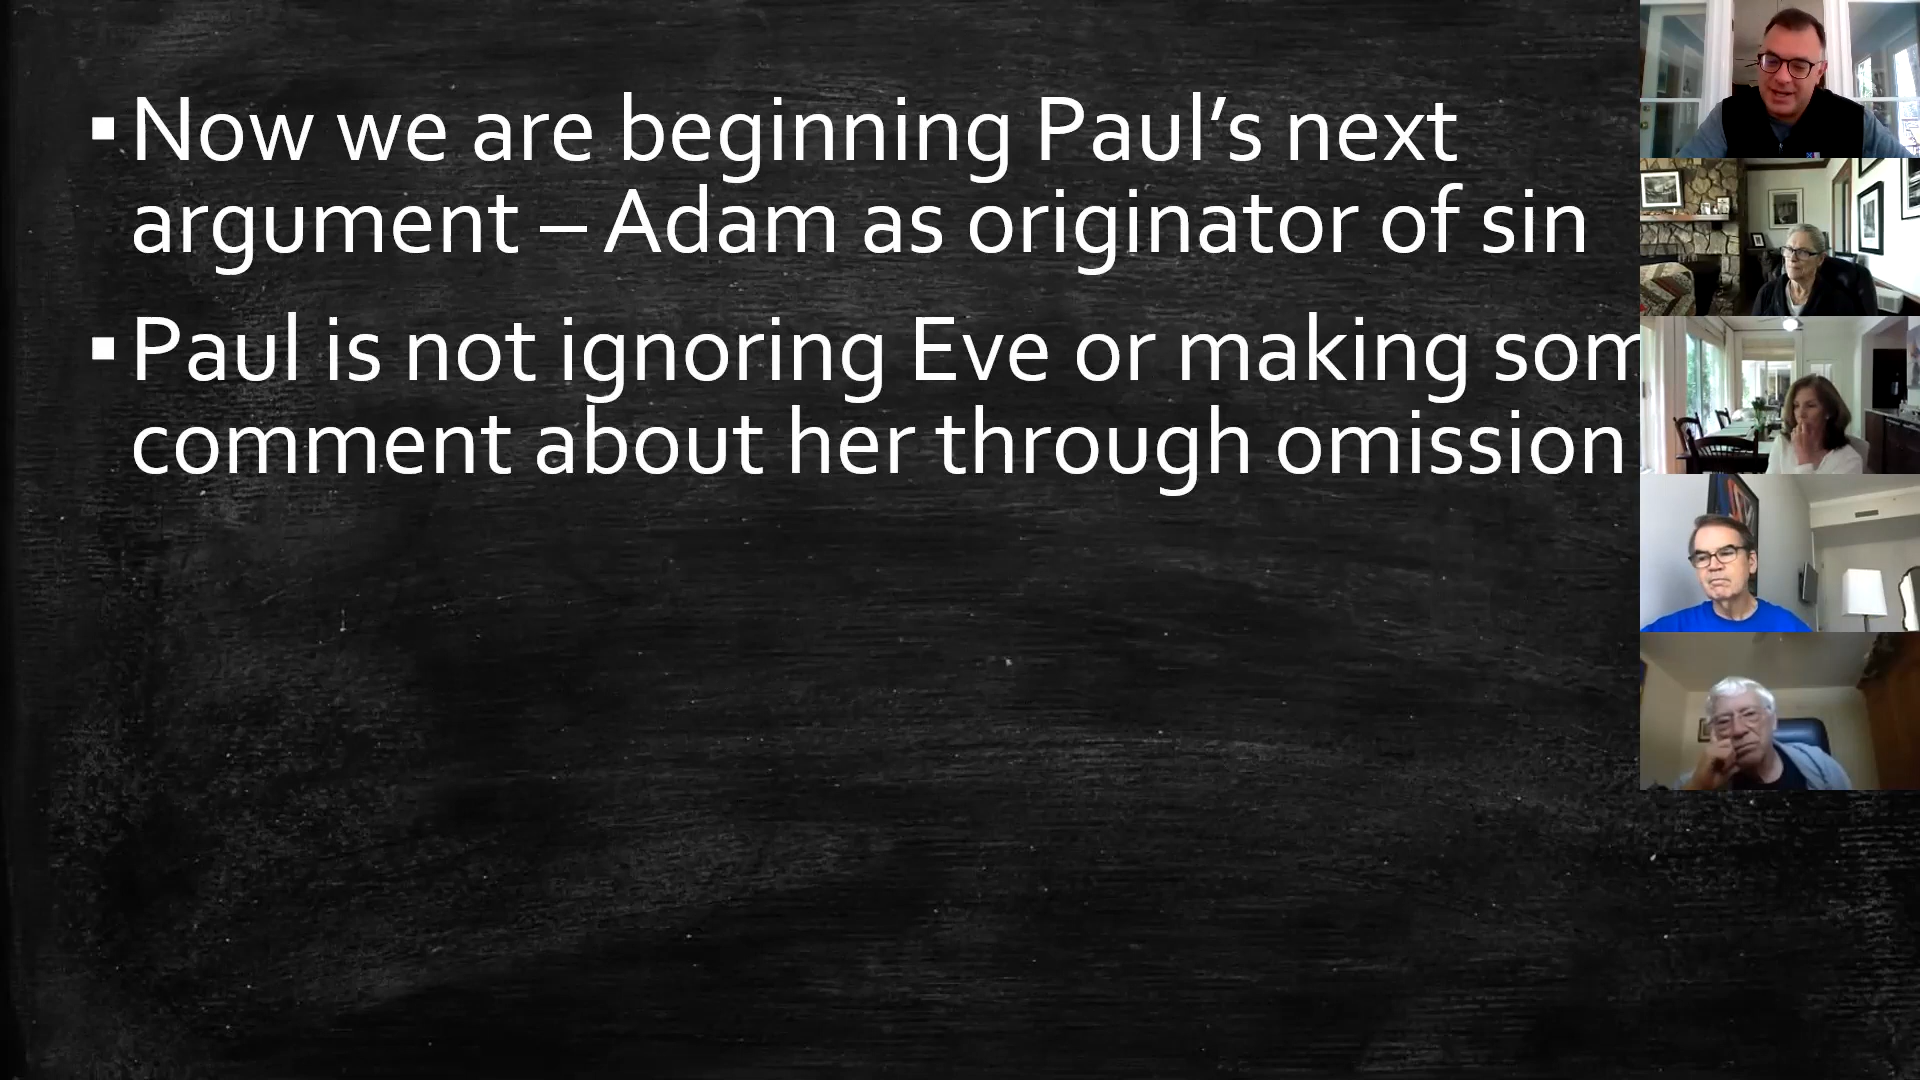 ▪ Now we are beginning Paul’s next
argument – Adam as originator of sin
▪ Paul is not ignoring Eve or making som
comment about her through omission